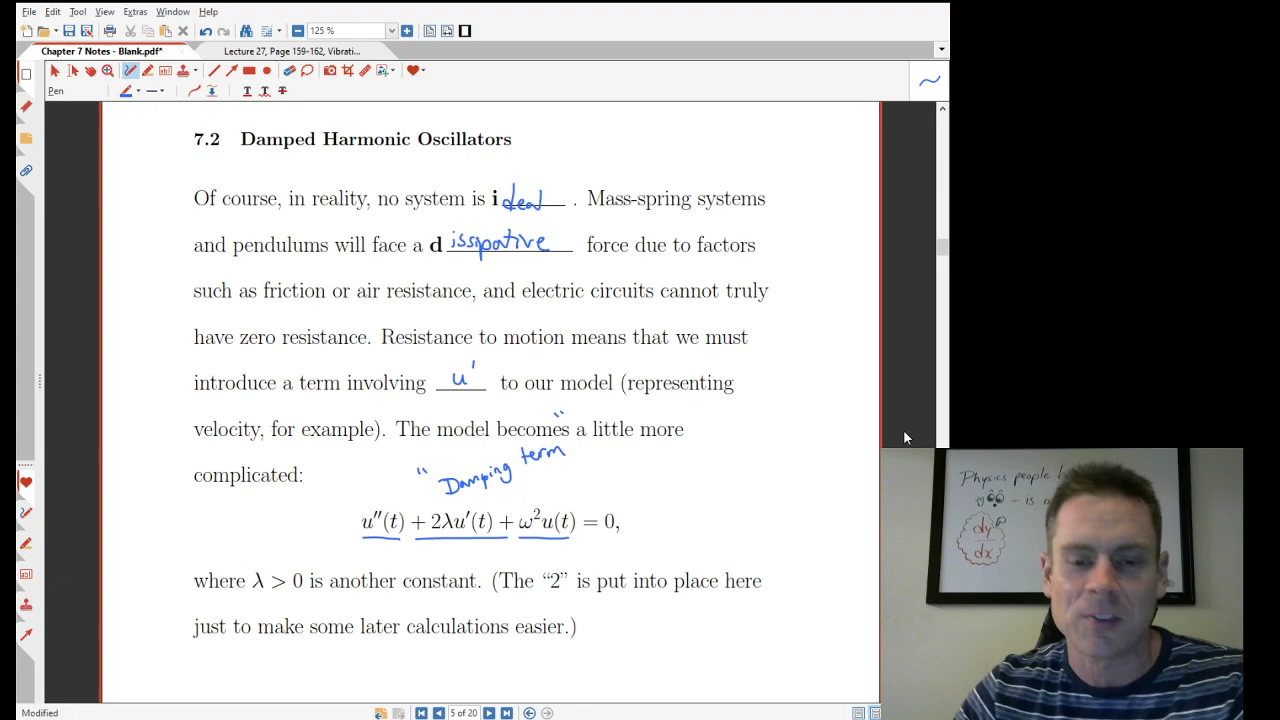 File Edit Tool View Extras Window Help
125 %
Chapter 7 Notes - Blank.pdf* Lecture 27, Page 159-162, Vibrati...
Pen
7.2 Damped Harmonic Oscillators
Of course, in reality, no system is ideal . Mass-spring systems
and pendulums will face a dissipative force due to factors
such as friction or air resistance, and electric circuits cannot truly
have zero resistance. Resistance to motion means that we must
introduce a term involving u' to our model (representing
velocity, for example). The model becomes a little more
complicated:
"Damping term"
u″(t) + 2λu′(t) + ω²u(t) = 0,
where λ > 0 is another constant. (The “2” is put into place here
just to make some later calculations easier.)
Physics people
- is a
dy
dx
Modified
5 of 20